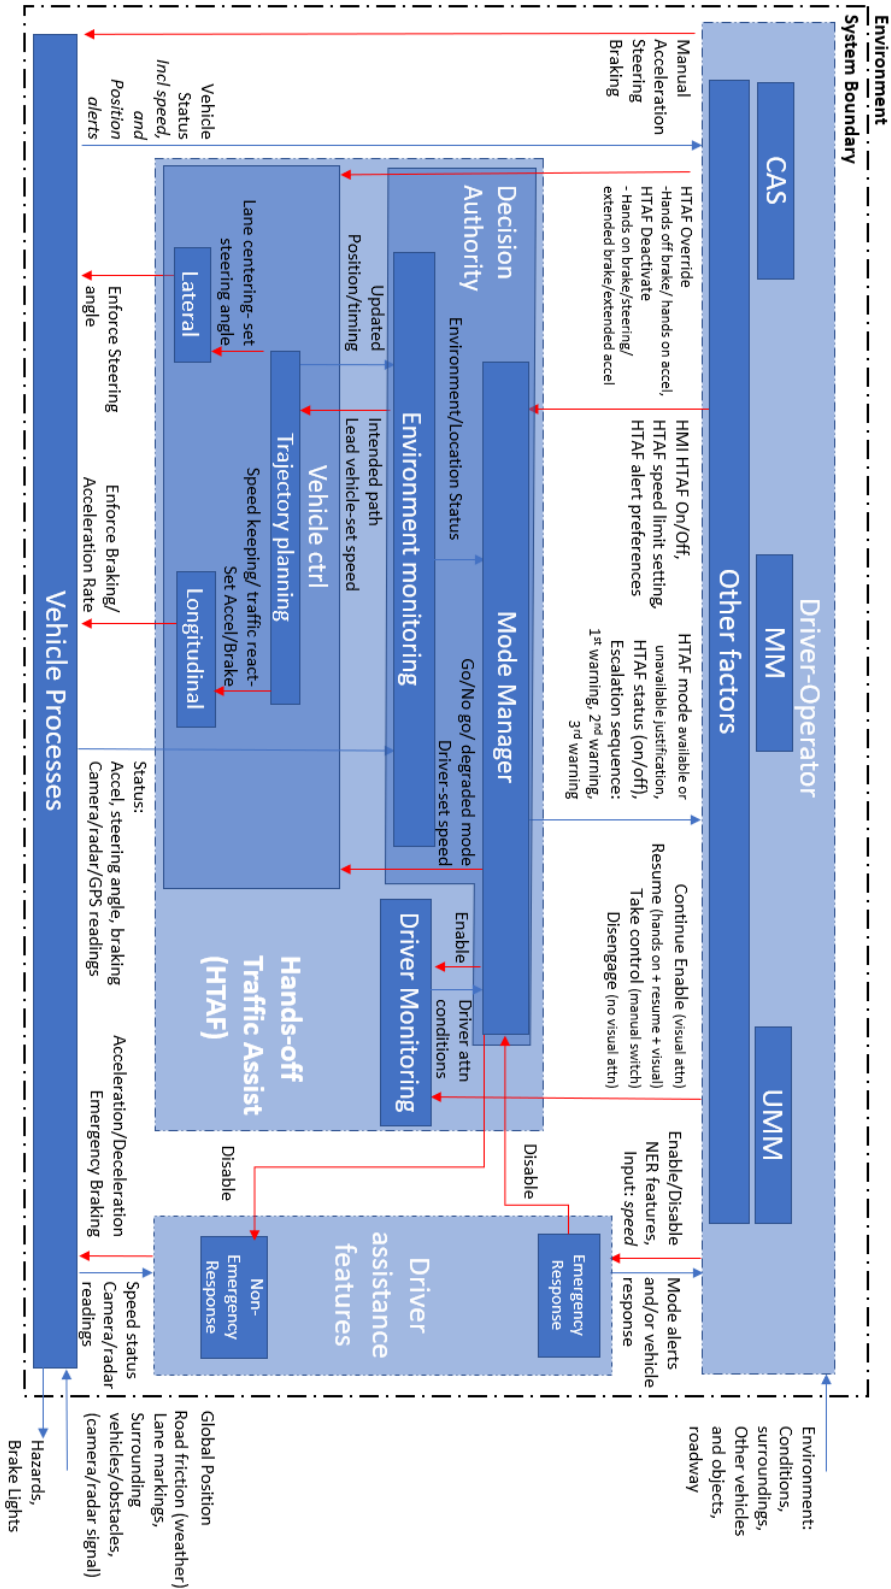 Environment
System Boundary
Driver-Operator
CAS
MM
UMM
Other factors
Manual
Acceleration
Steering
Braking
Vehicle
Status
Incl speed,
Position
and
alerts
HTAF Override
-Hands off brake/ hands on accel,
HTAF Deactivate
- Hands on brake/steering/
extended brake/extended accel
HMI HTAF On/Off,
HTAF speed limit setting,
HTAF alert preferences
HTAF mode available or
unavailable justification,
HTAF status (on/off),
Escalation sequence:
1st warning, 2nd warning,
3rd warning
Continue Enable (visual attn)
Resume (hands on + resume + visual)
Take control (manual switch)
Disengage (no visual attn)
Enable/Disable
NER features,
Input: speed
Mode alerts
and/or vehicle
response
Environment:
Conditions,
surroundings,
Other vehicles
and objects,
roadway
Decision
Authority
Mode Manager
Environment/Location Status
Go/No go/ degraded mode
Driver-set speed
Enable
Driver attn
conditions
Disable
Environment monitoring
Driver Monitoring
Updated
Position/timing
Intended path
Lead vehicle-set speed
Vehicle ctrl
Trajectory planning
Lane centering- set
steering angle
Speed keeping/ traffic react-
Set Accel/Brake
Lateral
Longitudinal
Hands-off
Traffic Assist
(HTAF)
Disable
Emergency
Response
Driver
assistance
features
Non-
Emergency
Response
Enforce Steering
angle
Enforce Braking/
Acceleration Rate
Status:
Accel, steering angle, braking
Camera/radar/GPS readings
Acceleration/Deceleration
Emergency Braking
Speed status
Camera/radar
readings
Vehicle Processes
Global Position
Road friction (weather)
Lane markings,
Surrounding
vehicles/obstacles,
(camera/radar signal)
Hazards,
Brake Lights